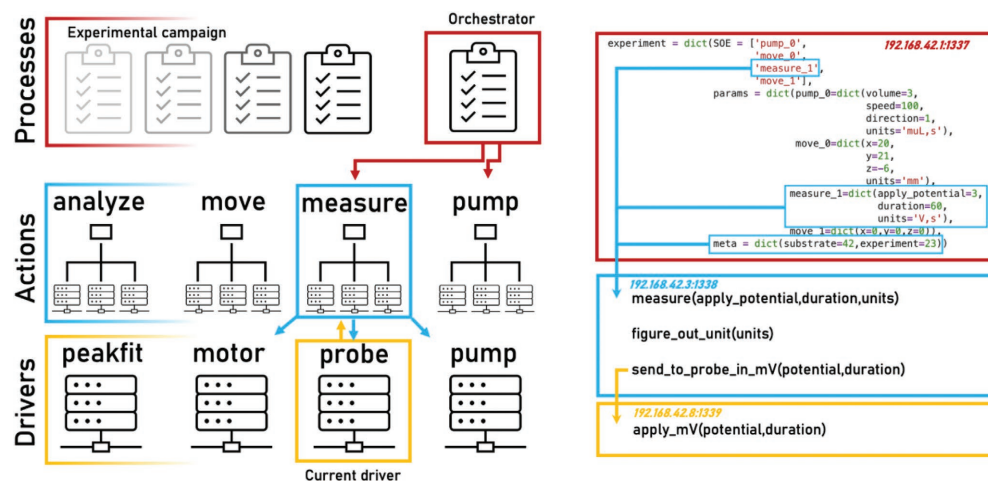 Processes
Experimental campaign
Orchestrator
Actions
analyze
move
measure
pump
Drivers
peakfit
motor
probe
pump
Current driver
192.168.42.1:1337
experiment = dict(SOE = ['pump_0',
'move_0',
'measure_1',
'move_1'],
params = dict(pump_0=dict(volume=3,
speed=100,
direction=1,
units='muL,s'),
move_0=dict(x=20,
y=21,
z=-6,
units='mm'),
measure_1=dict(apply_potential=3,
duration=60,
units='V,s'),
move_1=dict(x=0,y=0,z=0)),
meta = dict(substrate=42,experiment=23))
192.168.42.3:1338
measure(apply_potential,duration,units)
figure_out_unit(units)
send_to_probe_in_mV(potential,duration)
192.168.42.8:1339
apply_mV(potential,duration)